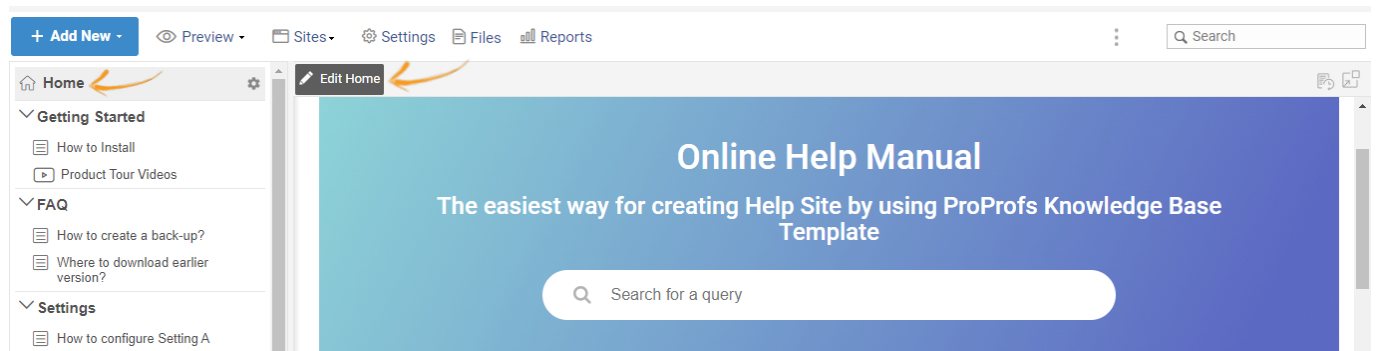 + Add New
Preview
Sites
Settings
Files
Reports
Search
Home
Edit Home
Getting Started
How to Install
Product Tour Videos
FAQ
How to create a back-up?
Where to download earlier
version?
Settings
How to configure Setting A
Online Help Manual
The easiest way for creating Help Site by using ProProfs Knowledge Base
Template
Search for a query